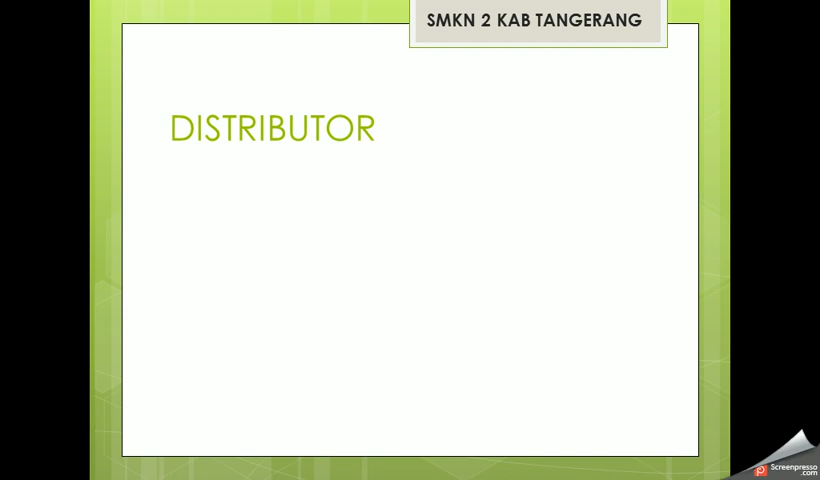 SMKN 2 KAB TANGERANG
DISTRIBUTOR
Screenpresso
.com